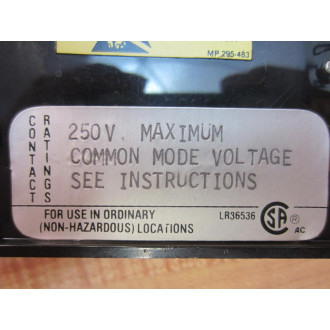 MP 295-483
CONTACT RATINGS
250V. MAXIMUM
COMMON MODE VOLTAGE
SEE INSTRUCTIONS
FOR USE IN ORDINARY
(NON-HAZARDOUS) LOCATIONS
LR36536
CSA ®
AC